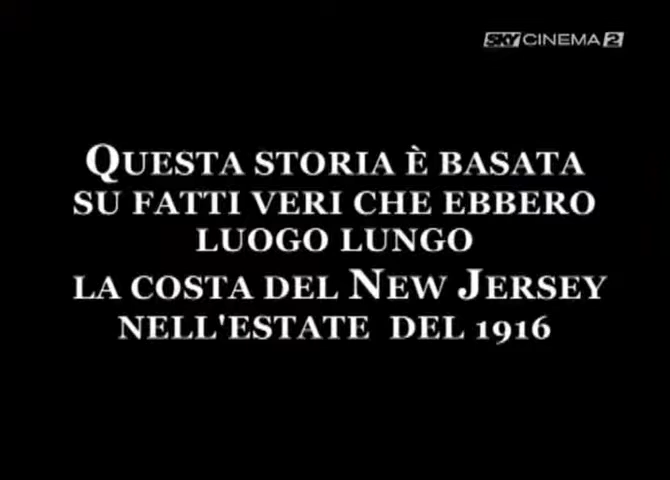 SKY CINEMA 2
QUESTA STORIA È BASATA
SU FATTI VERI CHE EBBERO
LUOGO LUNGO
LA COSTA DEL NEW JERSEY
NELL'ESTATE DEL 1916